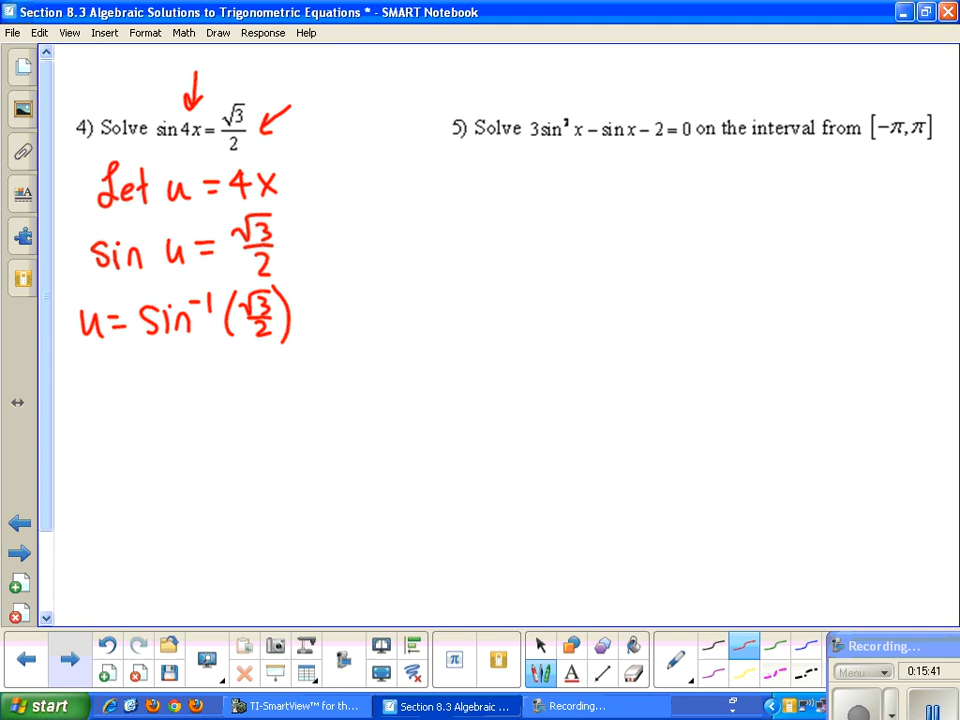 Section 8.3 Algebraic Solutions to Trigonometric Equations * - SMART Notebook
File Edit View Insert Format Math Draw Response Help
4) Solve sin 4x = √3/2
Let u = 4x
sin u = √3/2
u = sin⁻¹ (√3/2)
5) Solve 3sin² x − sin x − 2 = 0 on the interval from [−π, π]
π
A
Recording...
Menu
0:15:41
start
TI-SmartView™ for th...
Section 8.3 Algebraic ...
Recording...